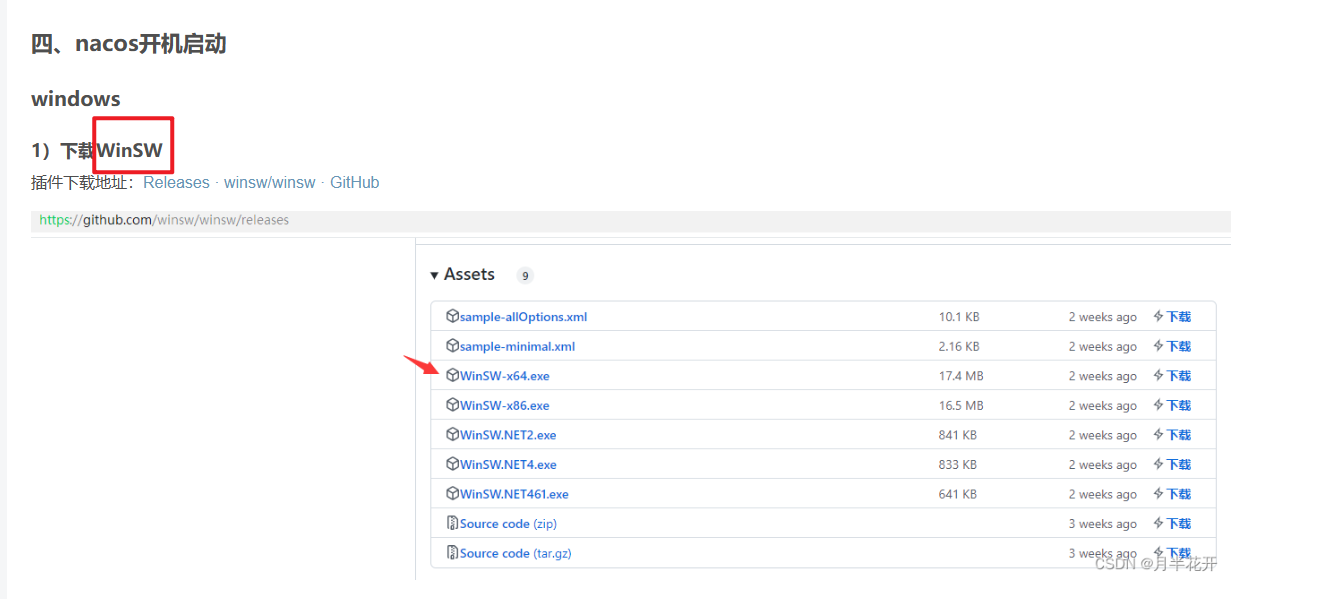 四、nacos开机启动
windows
1）下载WinSW
插件下载地址：Releases · winsw/winsw · GitHub
https://github.com/winsw/winsw/releases
Assets 9
sample-allOptions.xml 10.1 KB 2 weeks ago 下载
sample-minimal.xml 2.16 KB 2 weeks ago 下载
WinSW-x64.exe 17.4 MB 2 weeks ago 下载
WinSW-x86.exe 16.5 MB 2 weeks ago 下载
WinSW.NET2.exe 841 KB 2 weeks ago 下载
WinSW.NET4.exe 833 KB 2 weeks ago 下载
WinSW.NET461.exe 641 KB 2 weeks ago 下载
Source code (zip) 3 weeks ago 下载
Source code (tar.gz) 3 weeks ago 下载
CSDN @月半花开